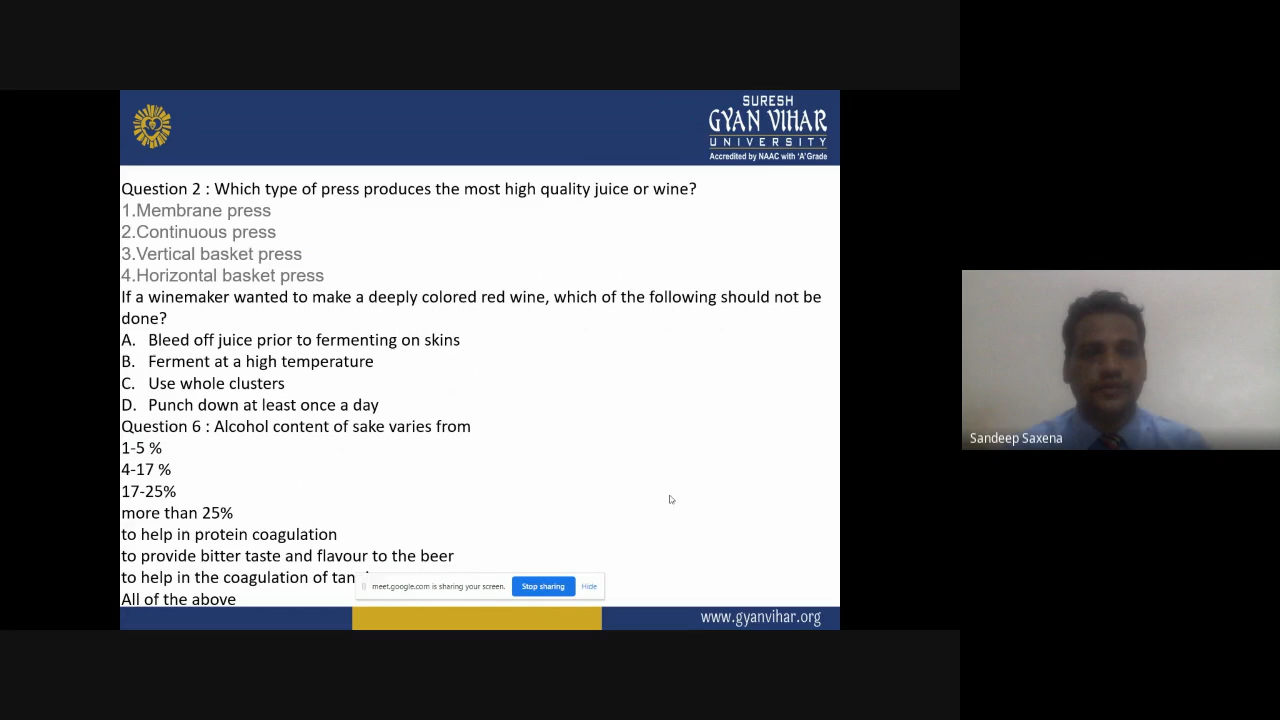 SURESH
GYAN VIHAR
UNIVERSITY
Accredited by NAAC with 'A' Grade
Question 2 : Which type of press produces the most high quality juice or wine?
1.Membrane press
2.Continuous press
3.Vertical basket press
4.Horizontal basket press
If a winemaker wanted to make a deeply colored red wine, which of the following should not be
done?
A. Bleed off juice prior to fermenting on skins
B. Ferment at a high temperature
C. Use whole clusters
D. Punch down at least once a day
Question 6 : Alcohol content of sake varies from
1-5 %
4-17 %
17-25%
more than 25%
to help in protein coagulation
to provide bitter taste and flavour to the beer
to help in the coagulation of
All of the above
meet.google.com is sharing your screen.
Stop sharing
Hide
www.gyanvihar.org
Sandeep Saxena